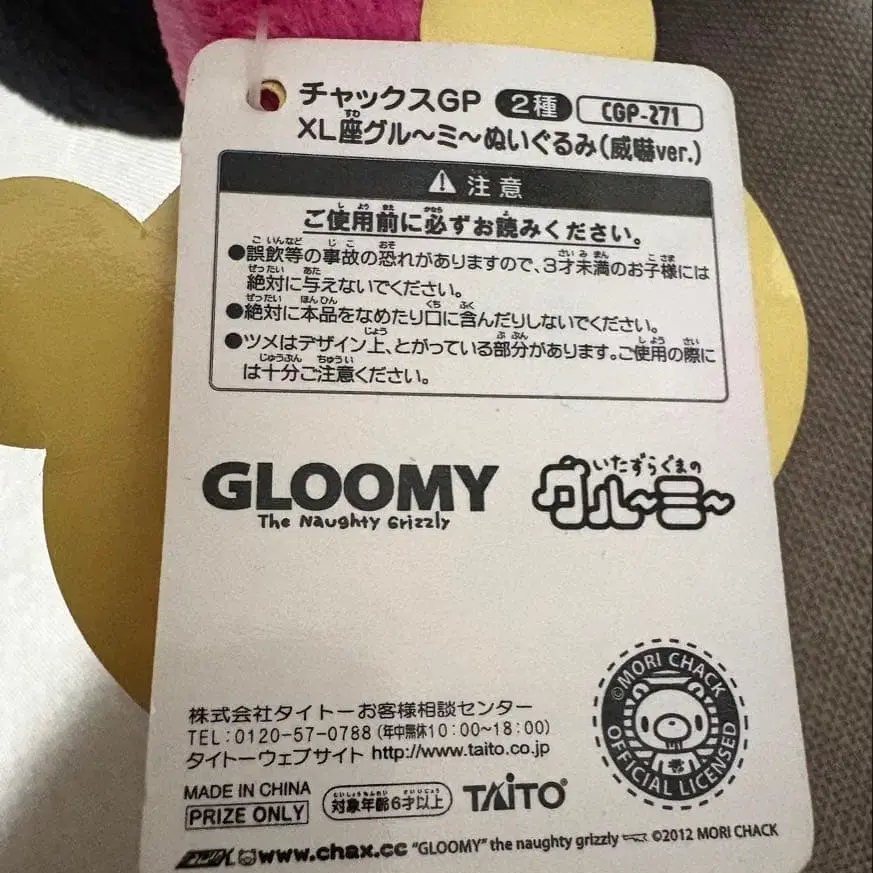 チャックスGP 2種 CGP-271
XL座グル〜ミ〜ぬいぐるみ(威嚇ver.)
注意
ご使用前に必ずお読みください。
●誤飲等の事故の恐れがありますので、3才未満のお子様には
絶対に与えないでください。
●絶対に本品をなめたり口に含んだりしないでください。
●ツメはデザイン上、とがっている部分があります。ご使用の際に
は十分ご注意ください。
GLOOMY
The Naughty Grizzly
いたずらぐまの
グル〜ミ〜
©MORI CHACK
OFFICIAL LICENSED
株式会社タイトーお客様相談センター
TEL:0120-57-0788(年中無休10:00〜18:00)
タイトーウェブサイト http://www.taito.co.jp
MADE IN CHINA
PRIZE ONLY
対象年齢6才以上
TAITO®
www.chax.cc "GLOOMY" the naughty grizzly ©2012 MORI CHACK